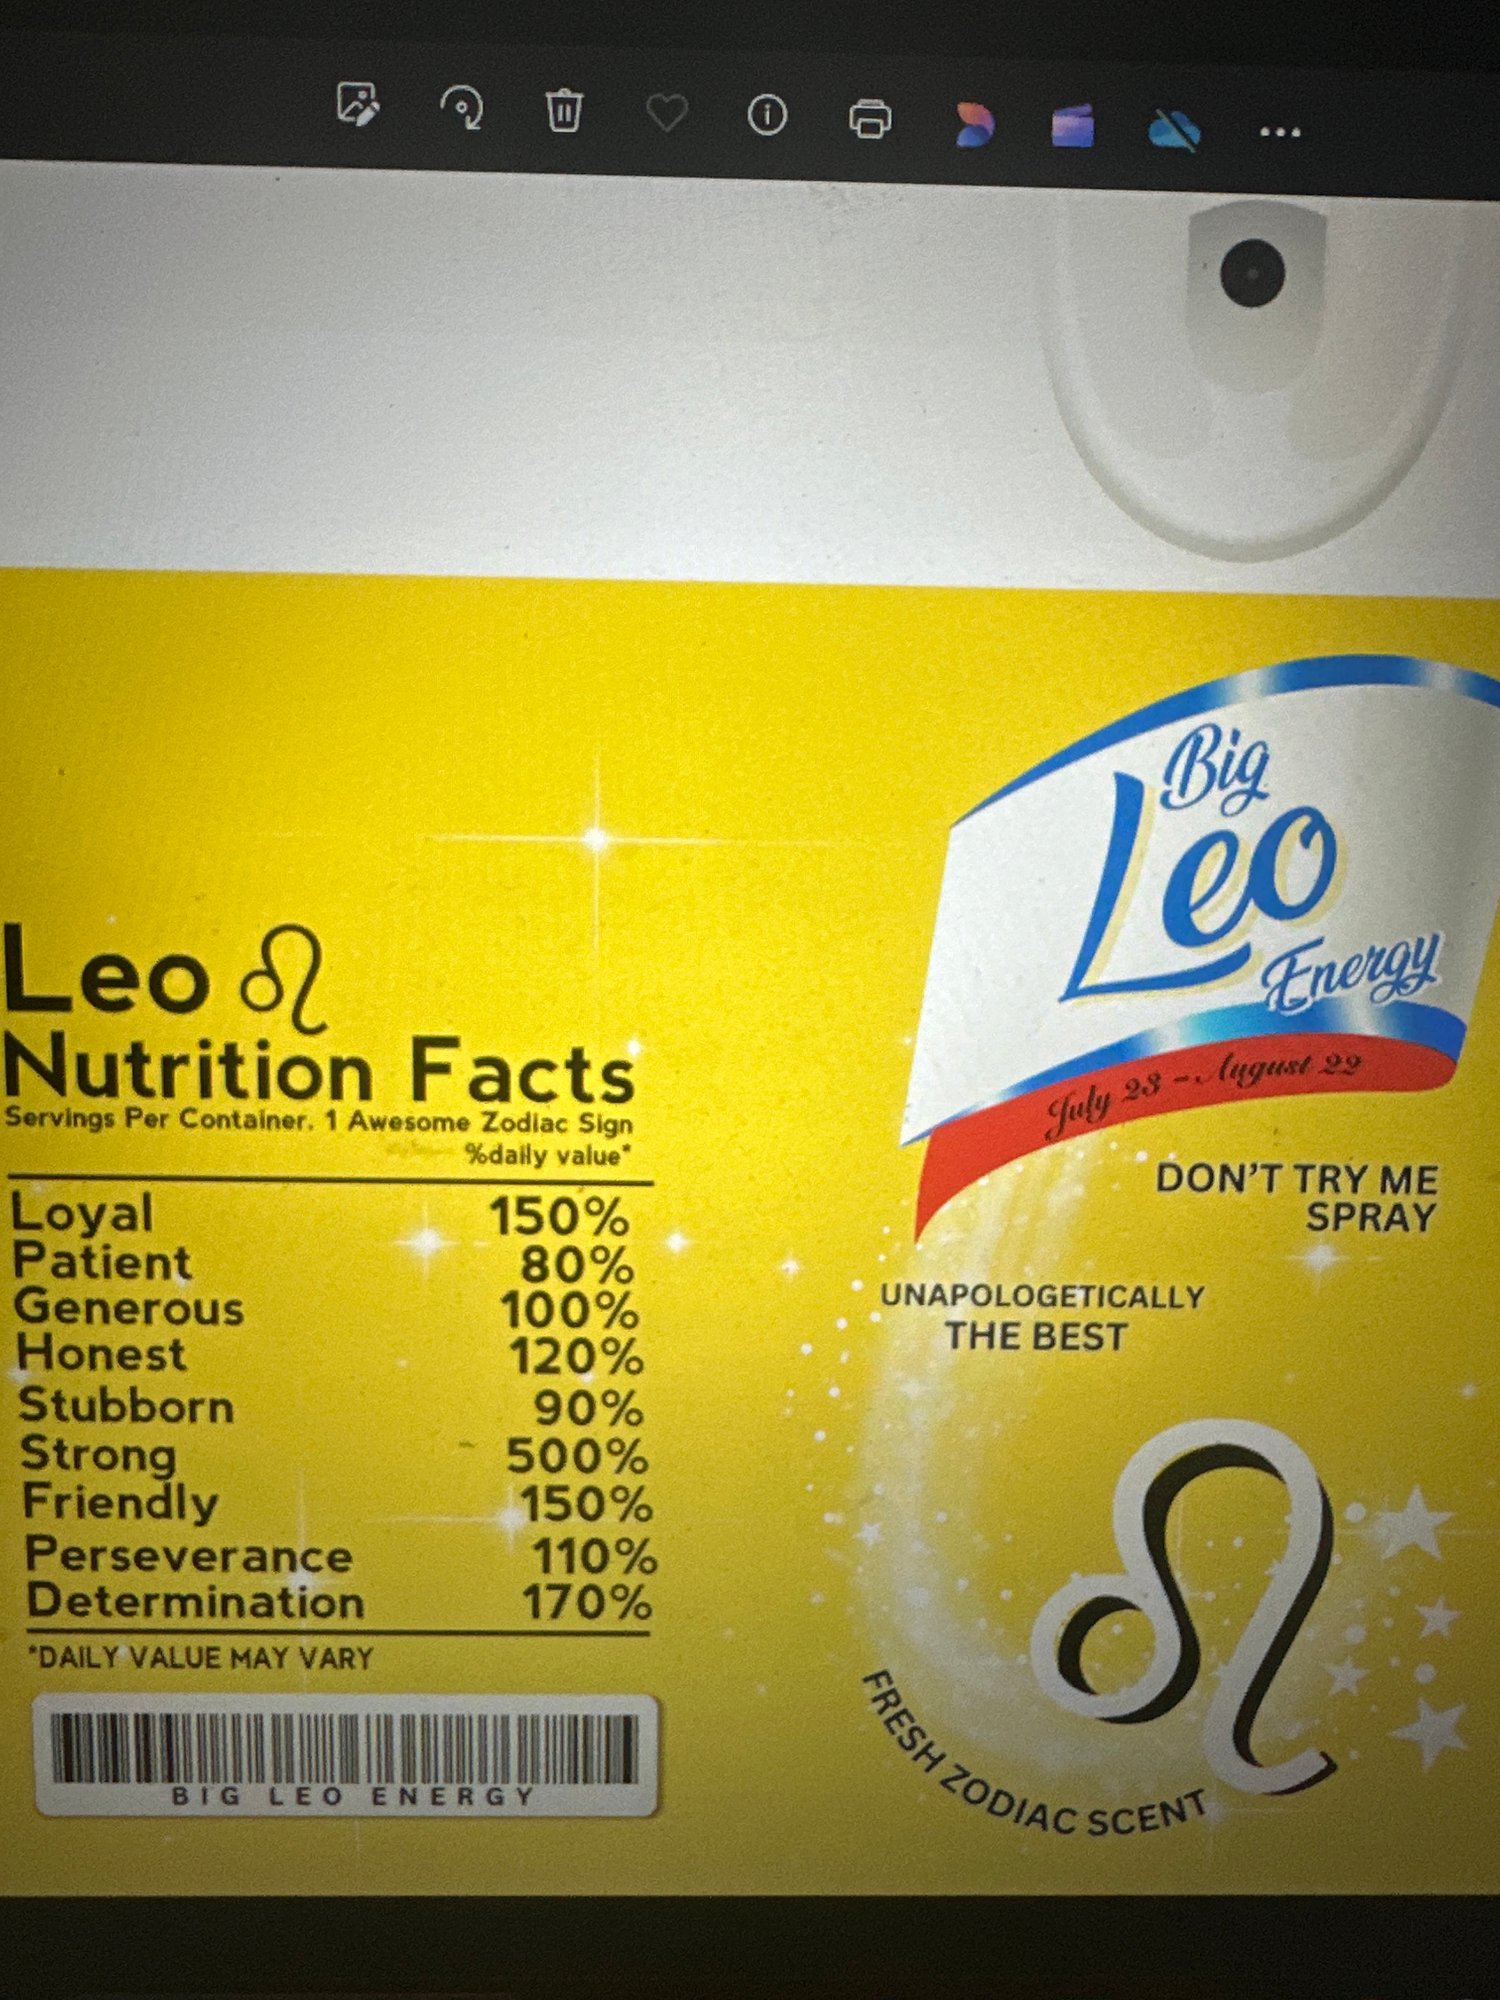 Leo ♌
Nutrition Facts
Servings Per Container. 1 Awesome Zodiac Sign
%daily value*
Loyal 150%
Patient 80%
Generous 100%
Honest 120%
Stubborn 90%
Strong 500%
Friendly 150%
Perseverance 110%
Determination 170%
*DAILY VALUE MAY VARY
BIG LEO ENERGY
Big
Leo
Energy
July 23 - August 22
DON'T TRY ME
SPRAY
UNAPOLOGETICALLY
THE BEST
FRESH ZODIAC SCENT